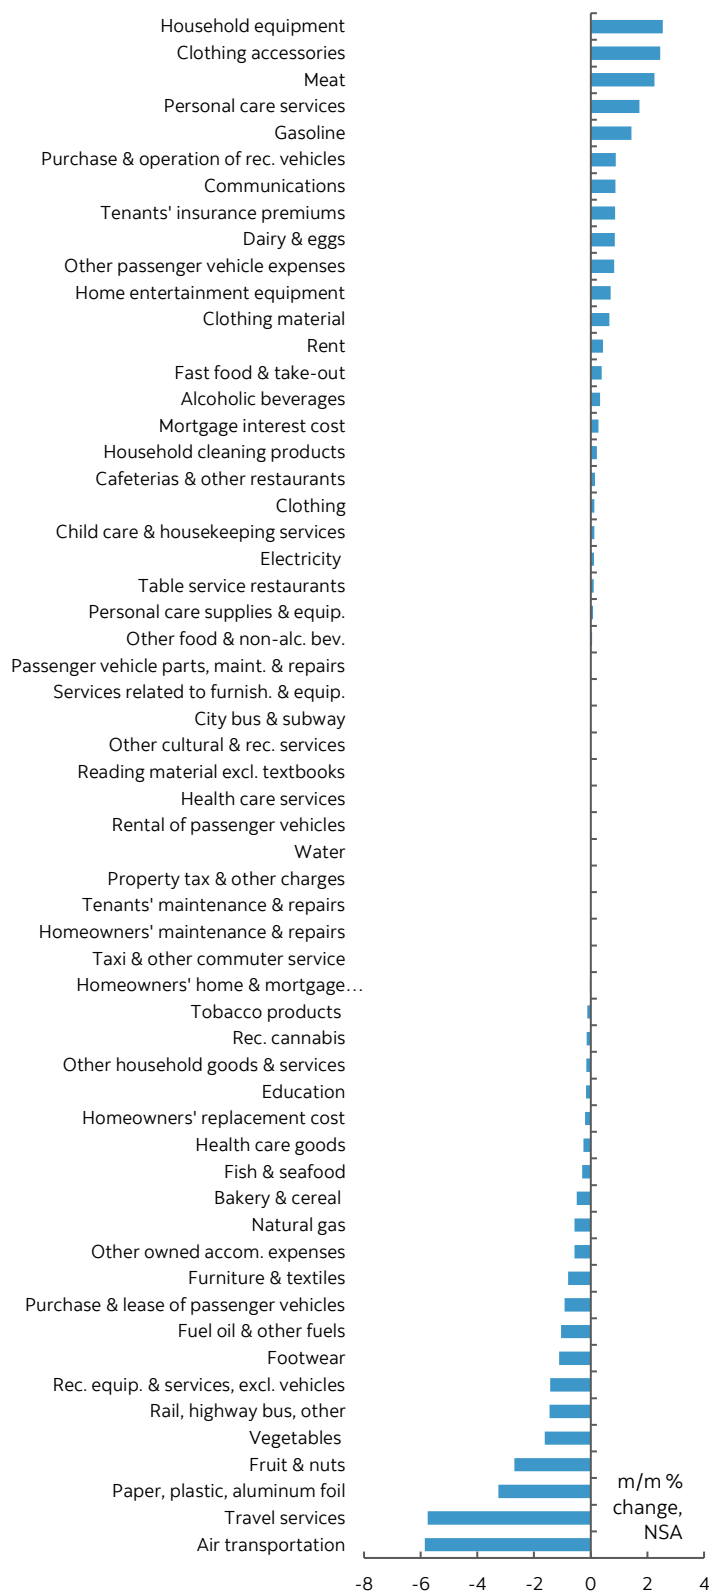 Household equipment
Clothing accessories
Meat
Personal care services
Gasoline
Purchase & operation of rec. vehicles
Communications
Tenants' insurance premiums
Dairy & eggs
Other passenger vehicle expenses
Home entertainment equipment
Clothing material
Rent
Fast food & take-out
Alcoholic beverages
Mortgage interest cost
Household cleaning products
Cafeterias & other restaurants
Clothing
Child care & housekeeping services
Electricity
Table service restaurants
Personal care supplies & equip.
Other food & non-alc. bev.
Passenger vehicle parts, maint. & repairs
Services related to furnish. & equip.
City bus & subway
Other cultural & rec. services
Reading material excl. textbooks
Health care services
Rental of passenger vehicles
Water
Property tax & other charges
Tenants' maintenance & repairs
Homeowners' maintenance & repairs
Taxi & other commuter service
Homeowners' home & mortgage…
Tobacco products
Rec. cannabis
Other household goods & services
Education
Homeowners' replacement cost
Health care goods
Fish & seafood
Bakery & cereal
Natural gas
Other owned accom. expenses
Furniture & textiles
Purchase & lease of passenger vehicles
Fuel oil & other fuels
Footwear
Rec. equip. & services, excl. vehicles
Rail, highway bus, other
Vegetables
Fruit & nuts
Paper, plastic, aluminum foil
Travel services
Air transportation
m/m %
change,
NSA
-8 -6 -4 -2 0 2 4